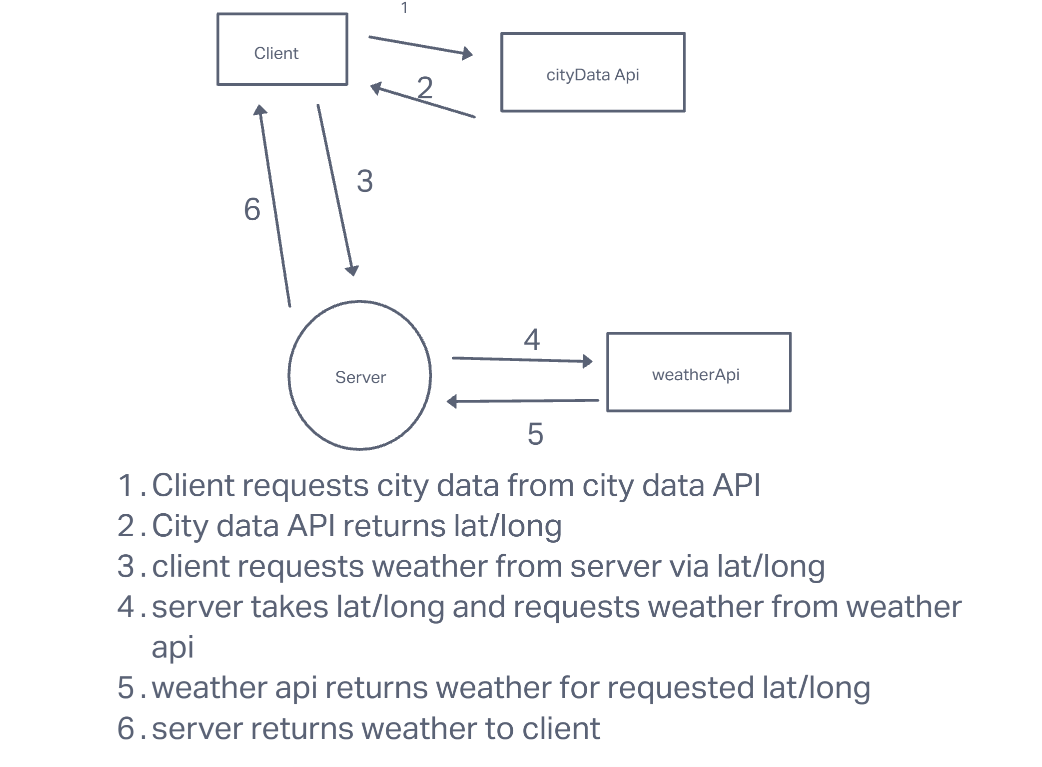 1
Client
cityData Api
2
3
6
4
Server
weatherApi
5
1. Client requests city data from city data API
2. City data API returns lat/long
3. client requests weather from server via lat/long
4. server takes lat/long and requests weather from weather
api
5. weather api returns weather for requested lat/long
6. server returns weather to client